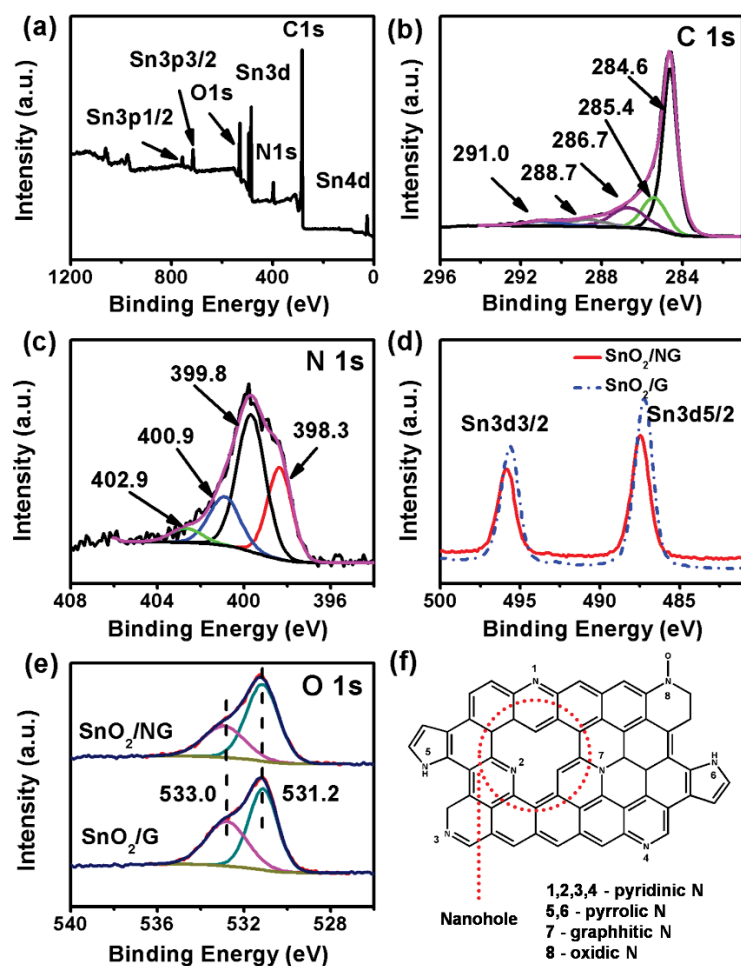 (a)
C1s
Sn3p3/2
Sn3d
O1s
Sn3p1/2
N1s
Sn4d
Intensity (a.u.)
1200 800 400 0
Binding Energy (eV)
(b)
C 1s
284.6
285.4
286.7
291.0
288.7
Intensity (a.u.)
296 292 288 284
Binding Energy (eV)
(c)
N 1s
399.8
400.9
398.3
402.9
Intensity (a.u.)
408 404 400 396
Binding Energy (eV)
(d)
SnO2/NG
SnO2/G
Sn3d3/2
Sn3d5/2
Intensity (a.u.)
500 495 490 485
Binding Energy (eV)
(e)
O 1s
SnO2/NG
533.0 531.2
SnO2/G
Intensity (a.u.)
540 536 532 528
Binding Energy (eV)
(f)
O
1
N
N
8
H
N
5
N
H
2
N
7
N
6
N
3
N
4
Nanohole
1,2,3,4 - pyridinic N
5,6 - pyrrolic N
7 - graphhitic N
8 - oxidic N